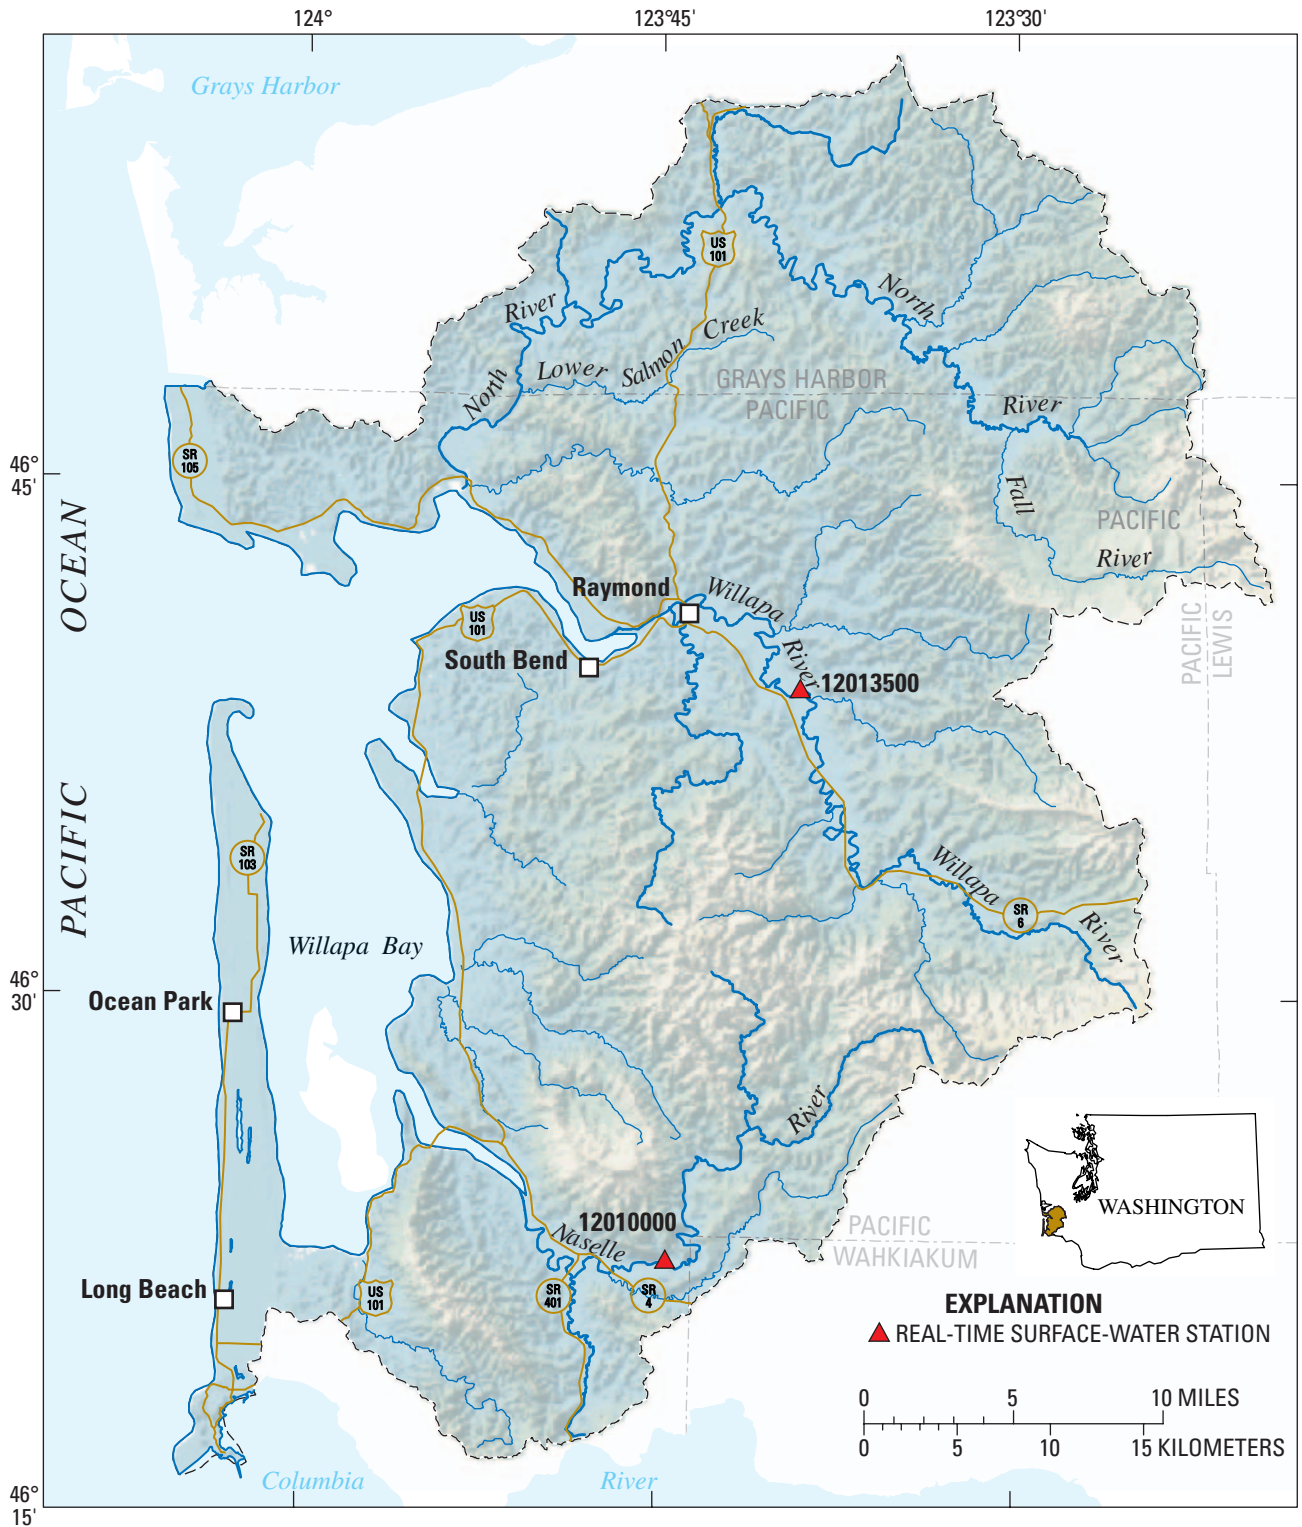 124°
123°45'
123°30'
Grays Harbor
US
101
North
River
Creek
Salmon
Lower
North
River
GRAYS HARBOR
PACIFIC
SR
105
46°
45'
Fall
River
PACIFIC
OCEAN
PACIFIC
Raymond
Willapa
River
US
101
South Bend
12013500
PACIFIC
LEWIS
SR
103
Willapa
River
SR
6
Willapa Bay
46°
30'
Ocean Park
River
WASHINGTON
12010000
Naselle
PACIFIC
WAHKIAKUM
Long Beach
US
101
SR
401
SR
4
EXPLANATION
REAL-TIME SURFACE-WATER STATION
0 5 10 MILES
0 5 10 15 KILOMETERS
Columbia
River
46°
15'